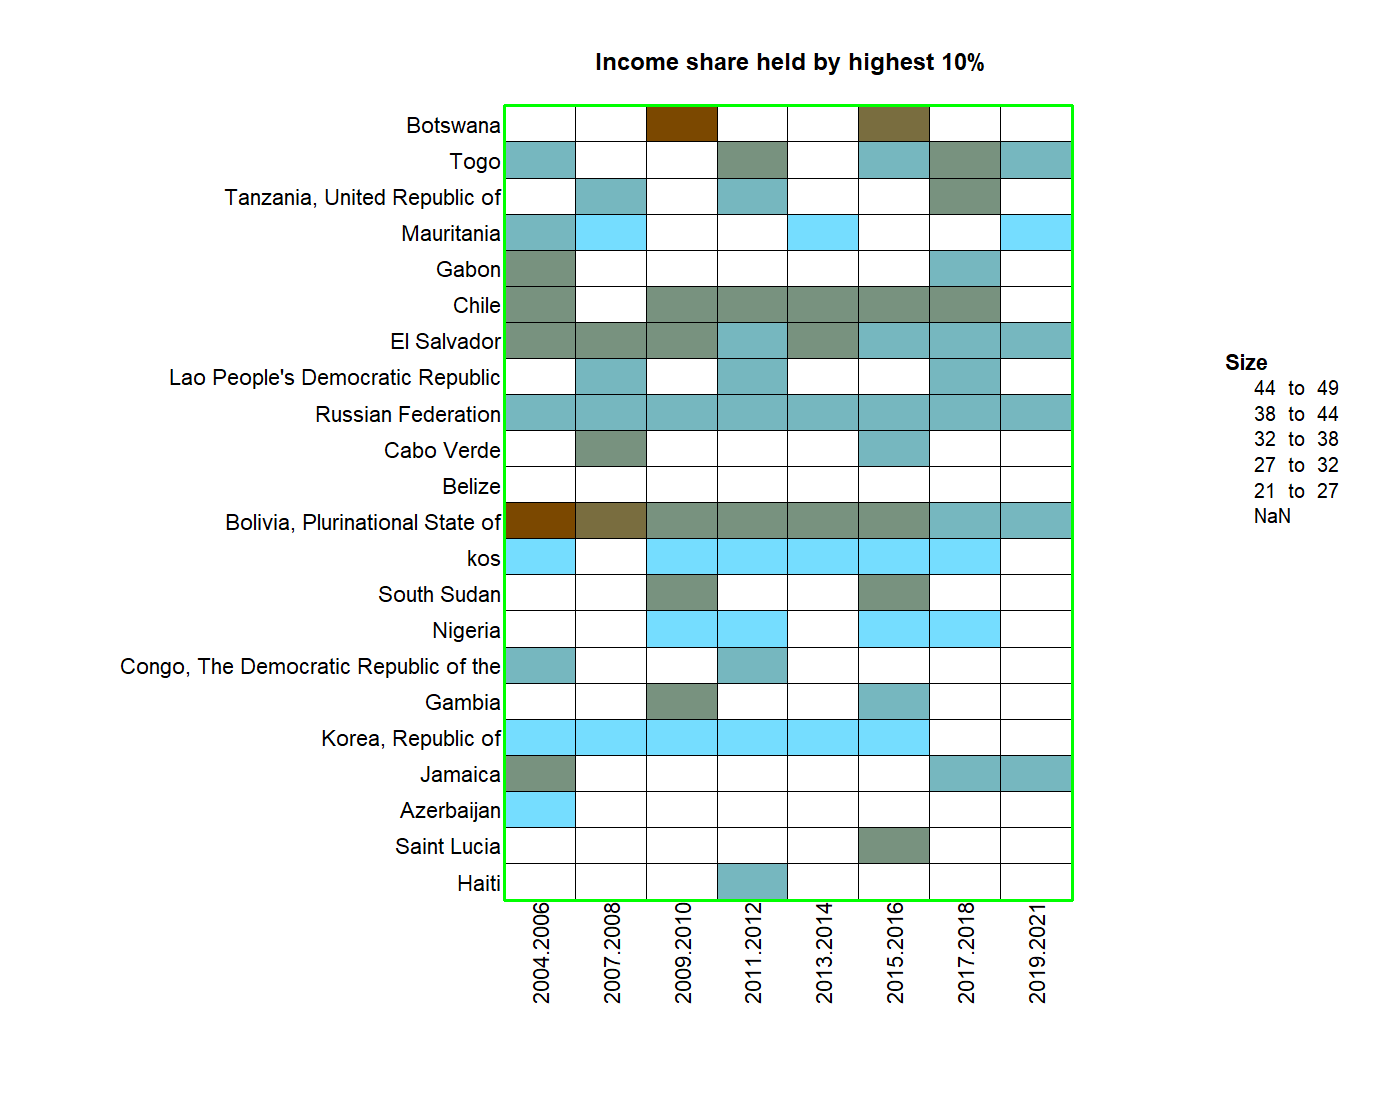 Income share held by highest 10%
Botswana
Togo
Tanzania, United Republic of
Mauritania
Gabon
Chile
El Salvador
Lao People's Democratic Republic
Russian Federation
Cabo Verde
Belize
Bolivia, Plurinational State of
kos
South Sudan
Nigeria
Congo, The Democratic Republic of the
Gambia
Korea, Republic of
Jamaica
Azerbaijan
Saint Lucia
Haiti
2004.2006
2007.2008
2009.2010
2011.2012
2013.2014
2015.2016
2017.2018
2019.2021
Size
44 to 49
38 to 44
32 to 38
27 to 32
21 to 27
NaN